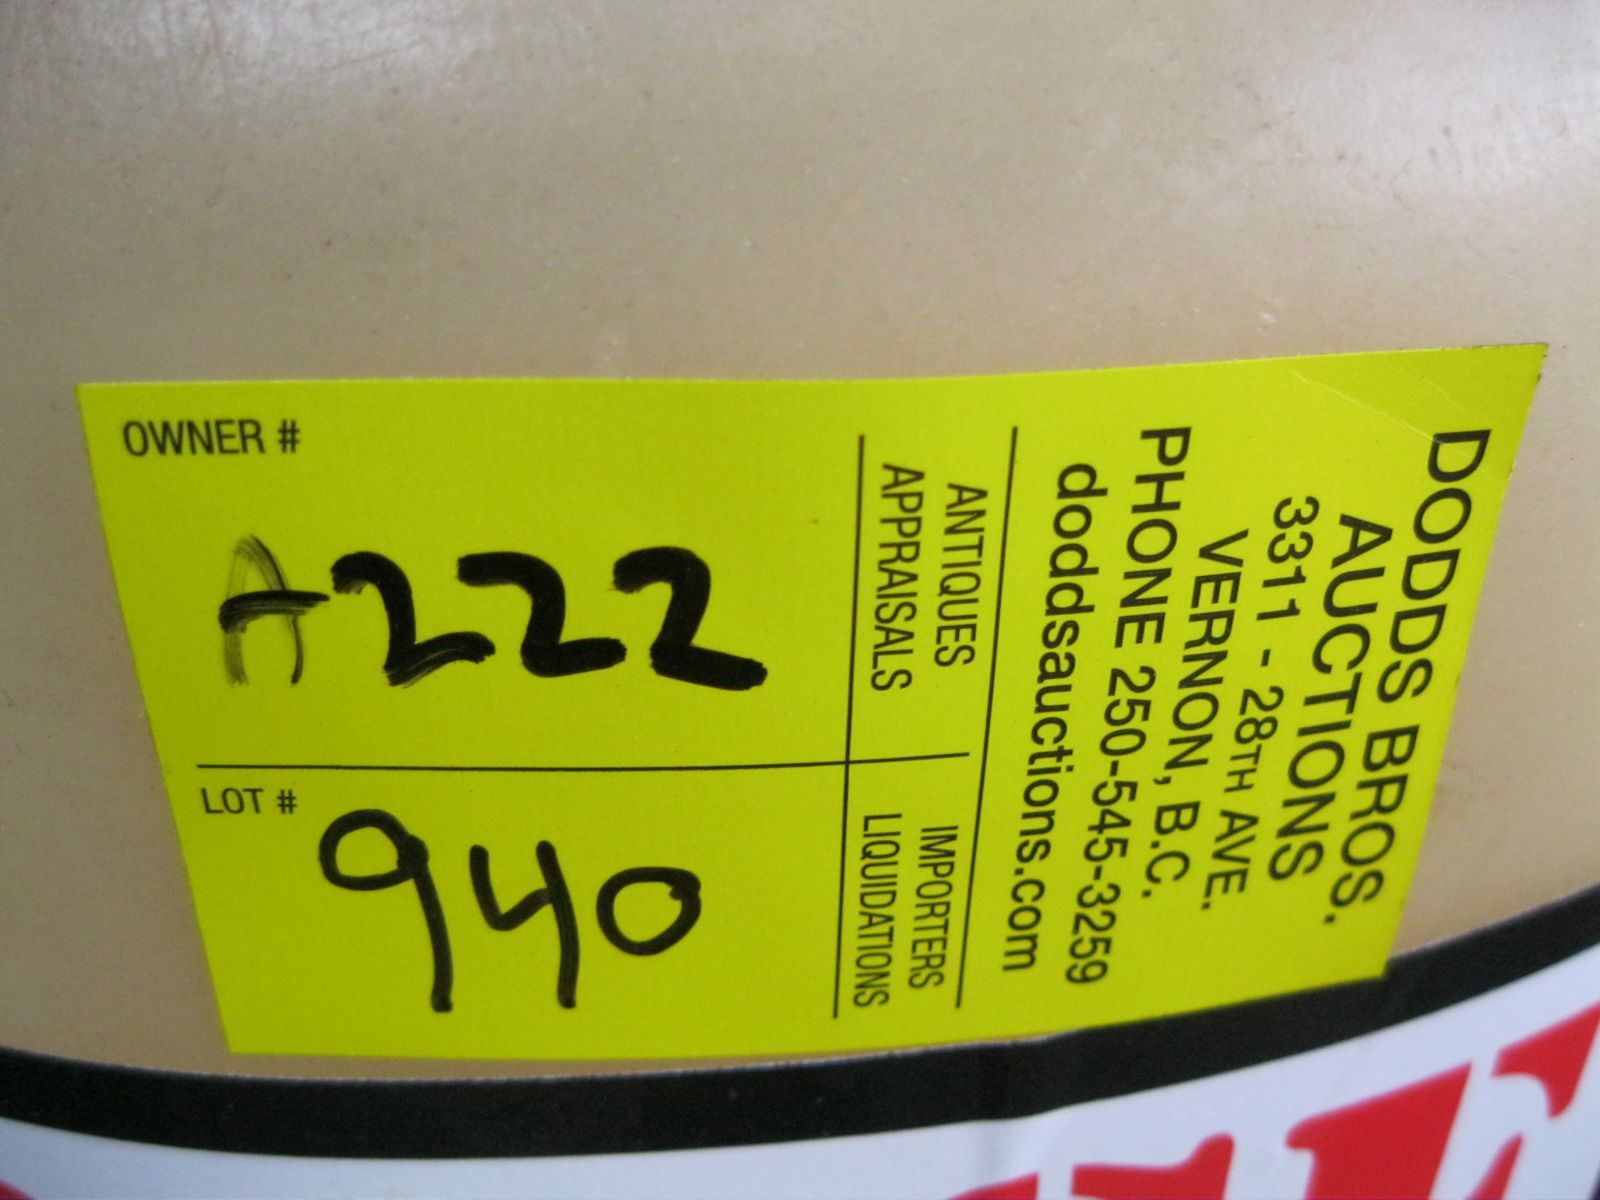 DODDS BROS.
AUCTIONS
3311 - 28TH AVE.
VERNON, B.C.
PHONE 250-545-3259
doddsauctions.com
ANTIQUES
APPRAISALS
IMPORTERS
LIQUIDATIONS
OWNER #
A222
LOT #
940